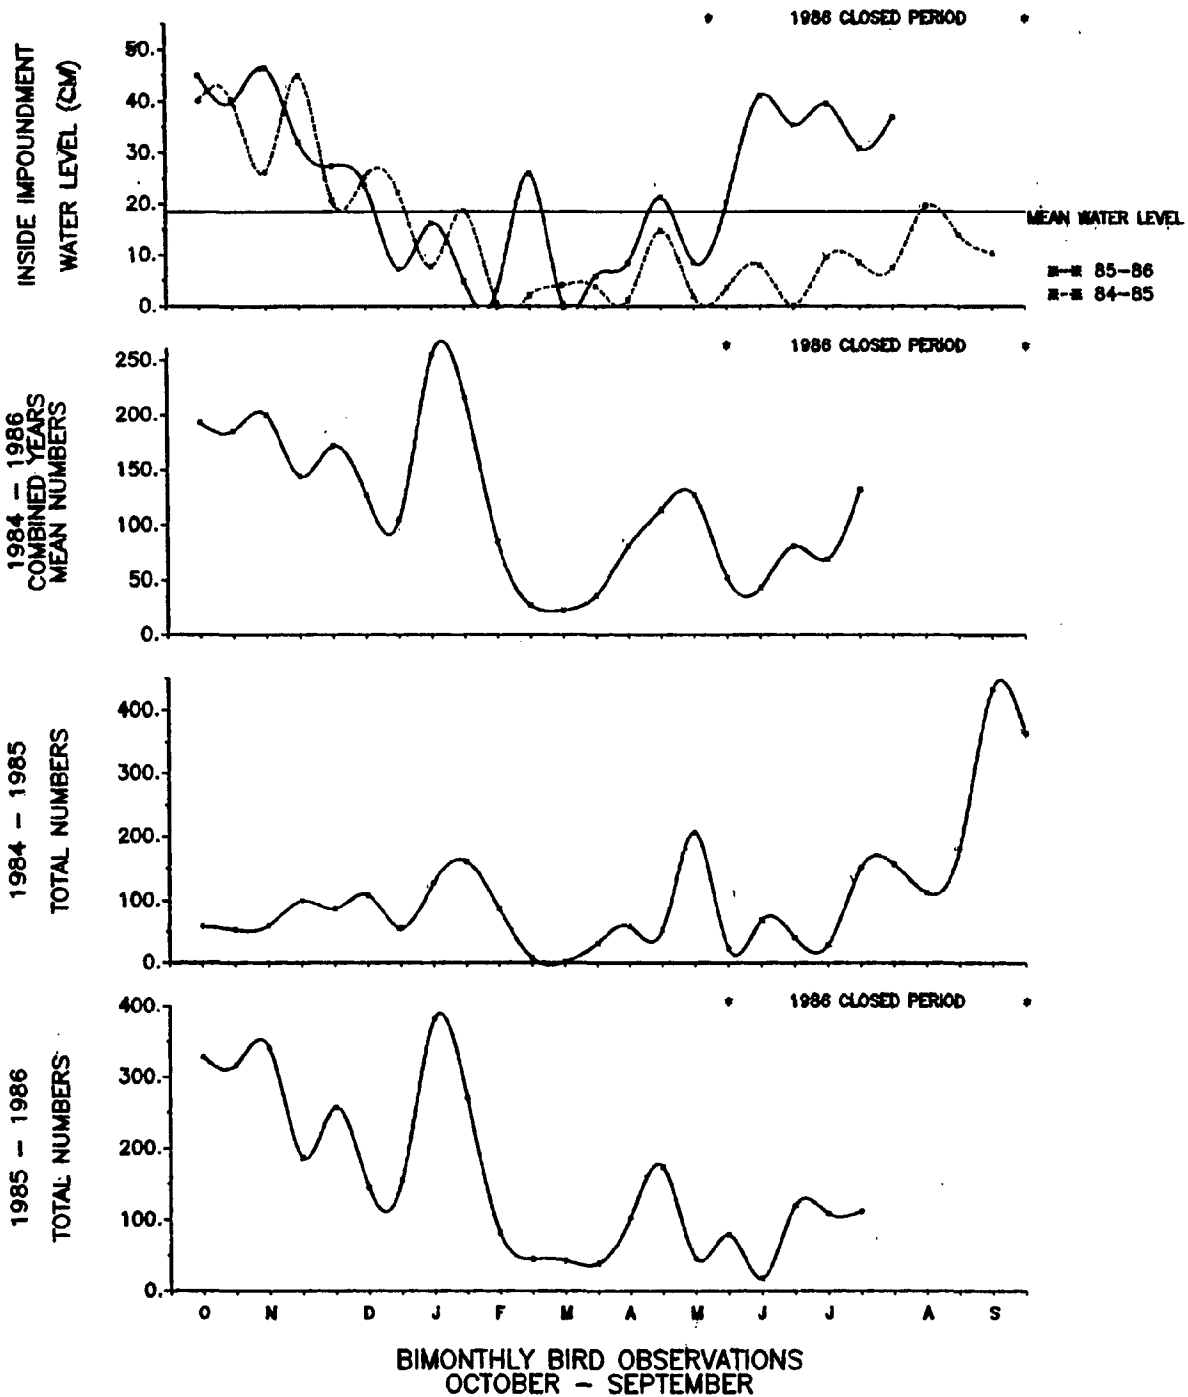 * 1986 CLOSED PERIOD *
INSIDE IMPOUNDMENT
WATER LEVEL (CM)
50.
40.
30.
20.
10.
0.
MEAN WATER LEVEL
*-* 85-86
*-* 84-85
* 1986 CLOSED PERIOD *
1984 - 1986
COMBINED YEARS
MEAN NUMBERS
250.
200.
150.
100.
50.
0.
1984 - 1985
TOTAL NUMBERS
400.
300.
200.
100.
0.
* 1986 CLOSED PERIOD *
1985 - 1986
TOTAL NUMBERS
400.
300.
200.
100.
0.
O N D J F M A M J J A S
BIMONTHLY BIRD OBSERVATIONS
OCTOBER - SEPTEMBER